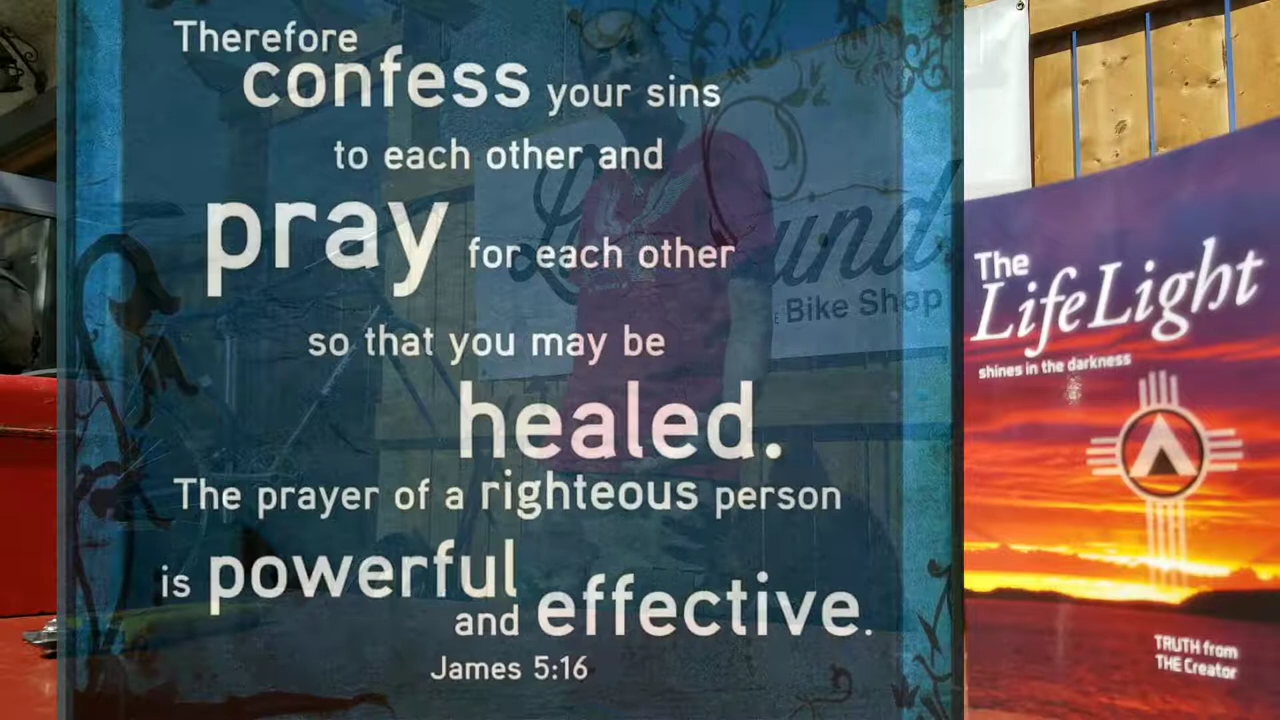 Therefore
confess your sins
to each other and
pray for each other
so that you may be
healed.
The prayer of a righteous person
is powerful
and effective.
James 5:16
Bike Shop
The
LifeLight
shines in the darkness
TRUTH from
THE Creator